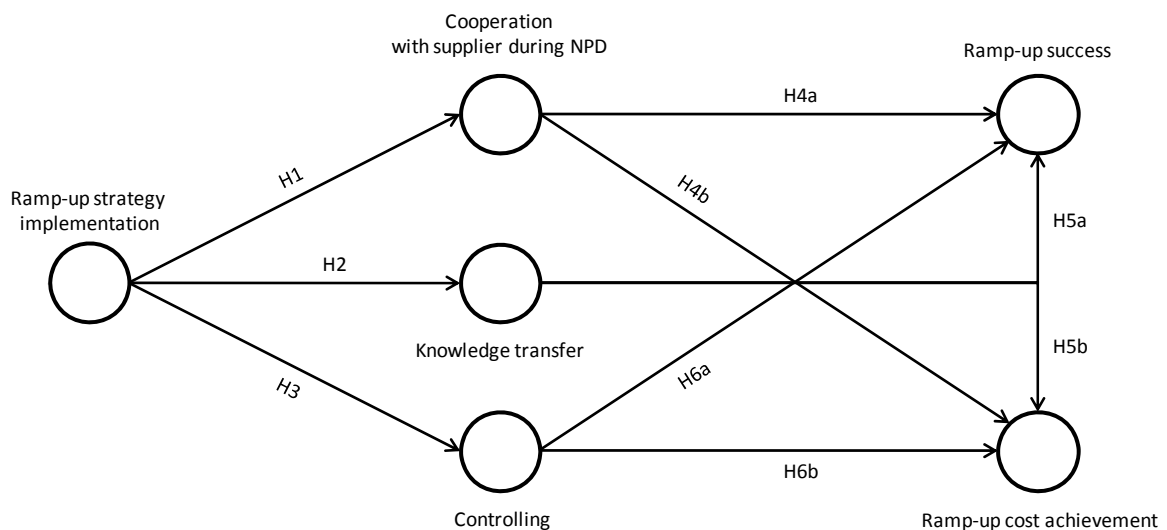 Cooperation
with supplier during NPD
Ramp-up success
H4a
H1
H4b
Ramp-up strategy
implementation
H5a
H2
Knowledge transfer
H5b
H3
H6a
H6b
Controlling
Ramp-up cost achievement